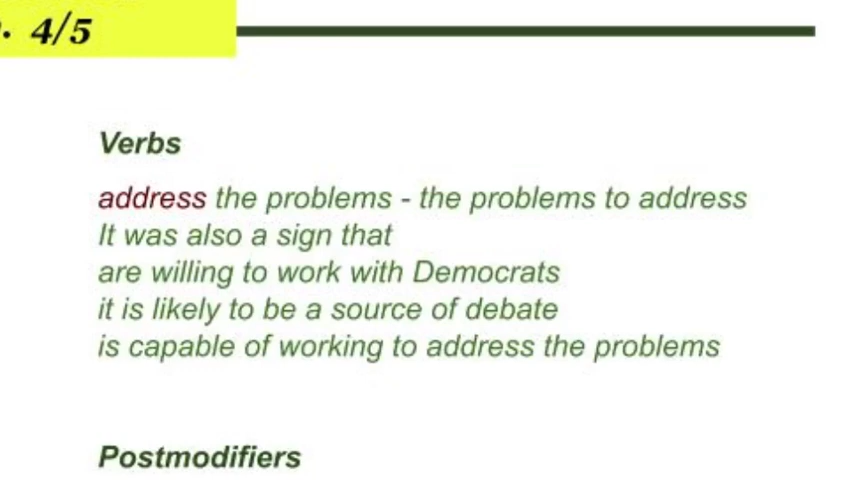 4/5
Verbs
address the problems - the problems to address
It was also a sign that
are willing to work with Democrats
it is likely to be a source of debate
is capable of working to address the problems
Postmodifiers